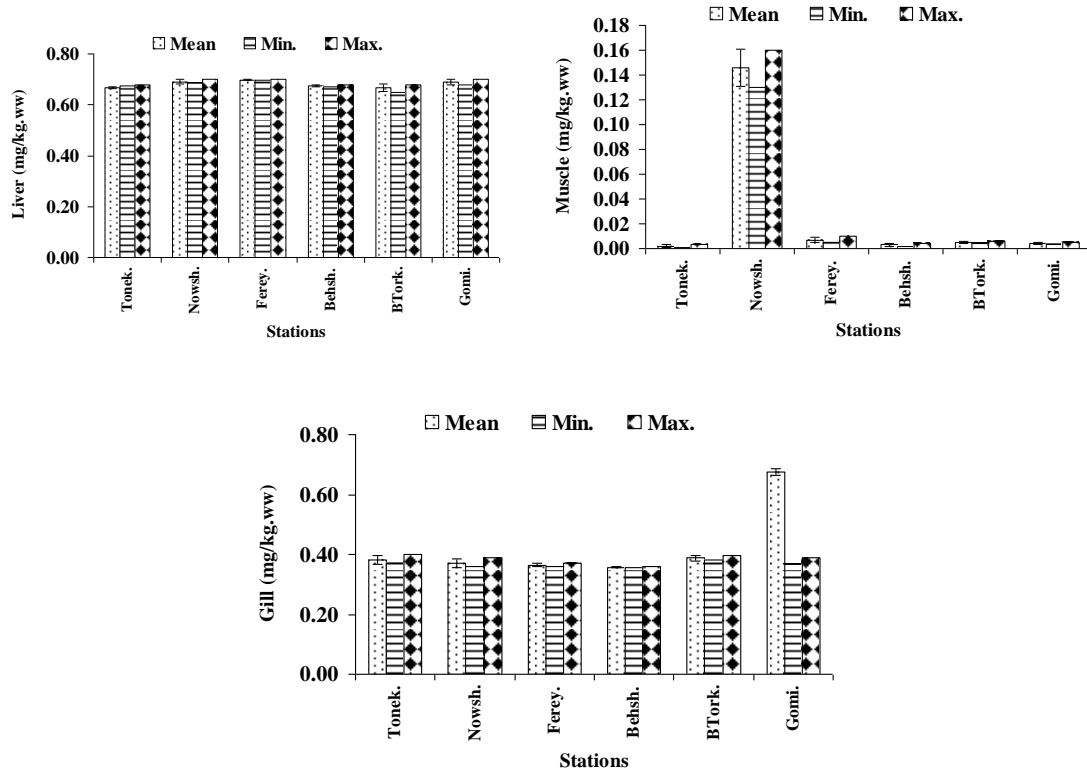 Mean Min. Max.
0.80
0.60
0.40
0.20
0.00
Liver (mg/kg.ww)
Tonek.
Nowsh.
Ferey.
Behsh.
BTork.
Gomi.
Stations
Mean Min. Max.
0.16
0.14
0.12
0.10
0.08
0.06
0.04
0.02
0.00
Muscle (mg/kg.ww)
Tonek.
Nowsh.
Ferey.
Behsh.
BTork.
Gomi.
Stations
Mean Min. Max.
0.80
0.60
0.40
0.20
0.00
Gill (mg/kg.ww)
Tonek.
Nowsh.
Ferey.
Behsh.
BTork.
Gomi.
Stations